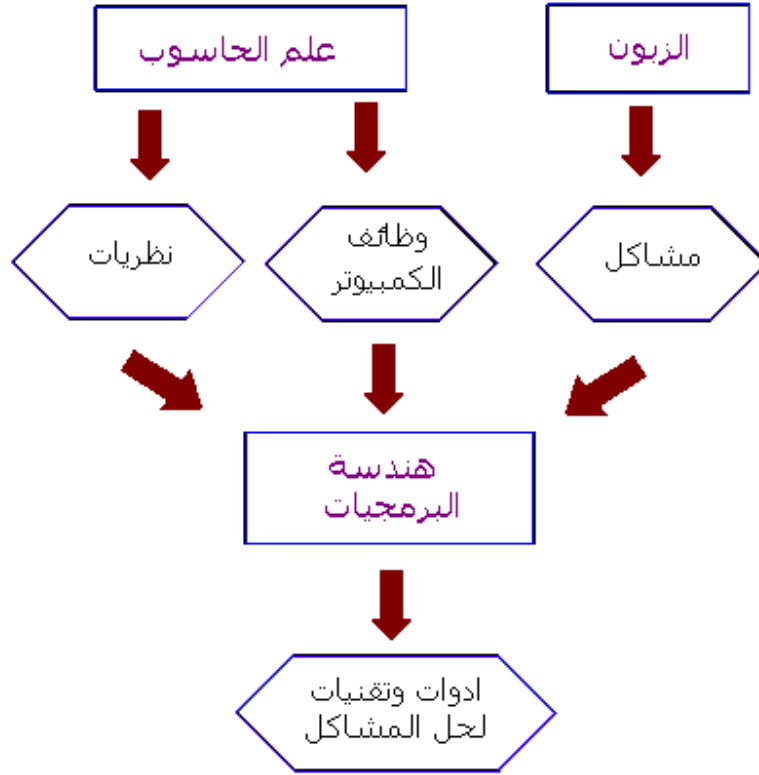 الزبون
علم الحاسوب
مشاكل
وظائف
الكمبيوتر
نظريات
هندسة
البرمجيات
ادوات وتقنيات
لحل المشاكل